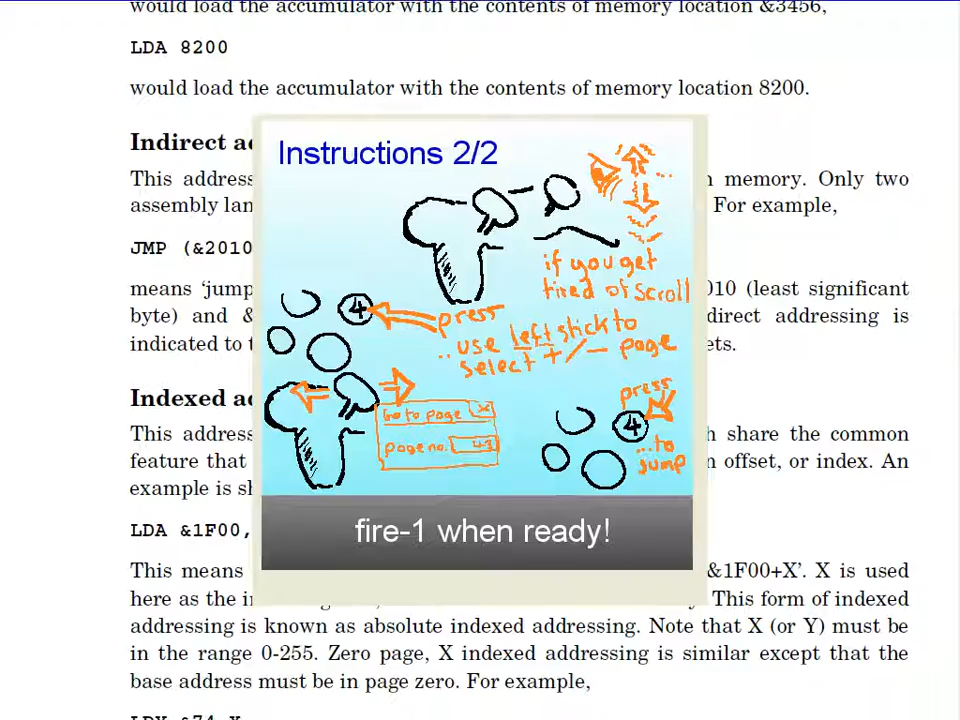 would load the accumulator with the contents of memory location &3456,
LDA 8200
would load the accumulator with the contents of memory location 8200.
Indirect a
This address
n memory. Only two
assembly lan
For example,
JMP (&2010
means ‘jump
010 (least significant
byte) and &
direct addressing is
indicated to
ets.
Indexed a
This address
h share the common
feature that
n offset, or index. An
example is sh
LDA &1F00,
This means
&1F00+X’. X is used
here as the in
This form of indexed
addressing is known as absolute indexed addressing. Note that X (or Y) must be
in the range 0-255. Zero page, X indexed addressing is similar except that the
base address must be in page zero. For example,
Instructions 2/2
...
if you get
tired of scroll
4
press
..use left stick to
select +/- page
Go to page X
page no. 43
press
4
...to
jump
fire-1 when ready!